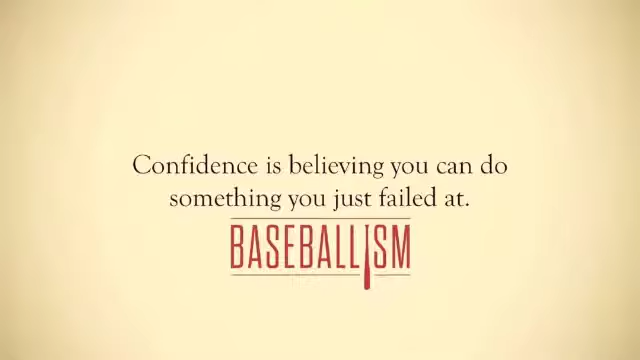 Confidence is believing you can do
something you just failed at.
BASEBALLISM